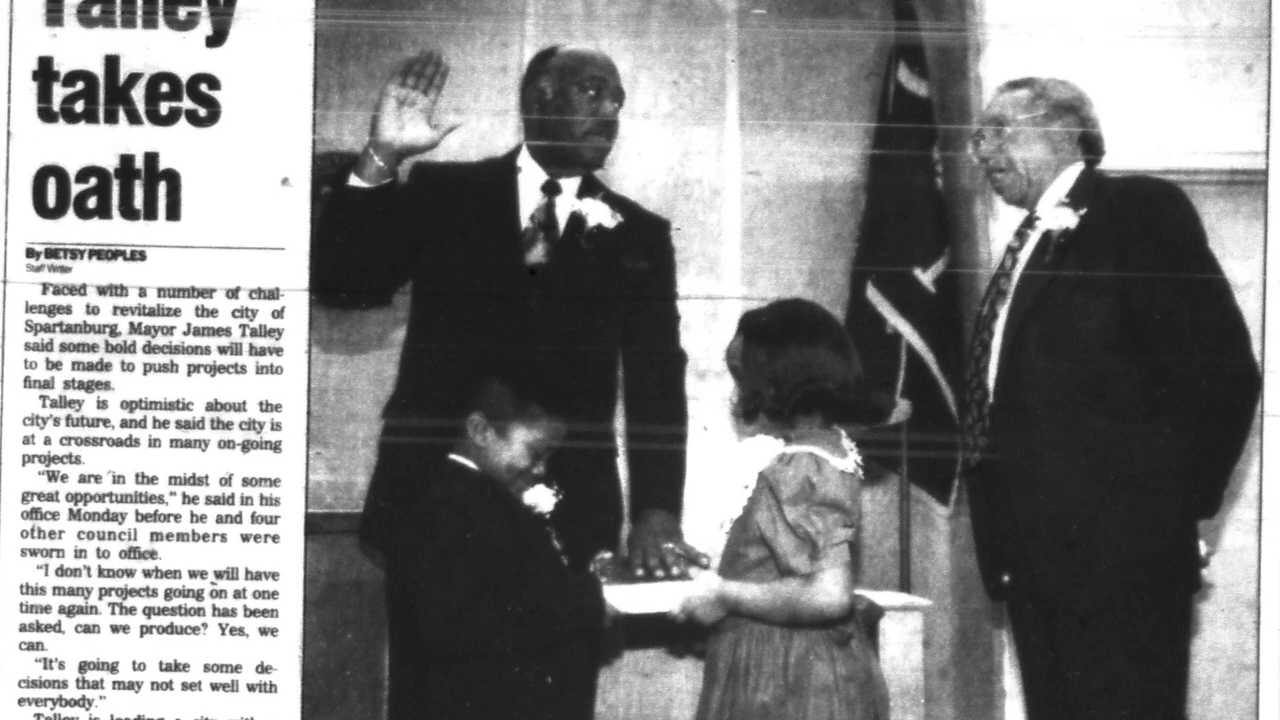 Talley
takes
oath
By BETSY PEOPLES
Staff Writer
Faced with a number of chal-
lenges to revitalize the city of
Spartanburg, Mayor James Talley
said some bold decisions will have
to be made to push projects into
final stages.
Talley is optimistic about the
city's future, and he said the city is
at a crossroads in many on-going
projects.
"We are in the midst of some
great opportunities," he said in his
office Monday before he and four
other council members were
sworn in to office.
"I don't know when we will have
this many projects going on at one
time again. The question has been
asked, can we produce? Yes, we
can.
"It's going to take some de-
cisions that may not set well with
everybody."
Talley is leading a city with